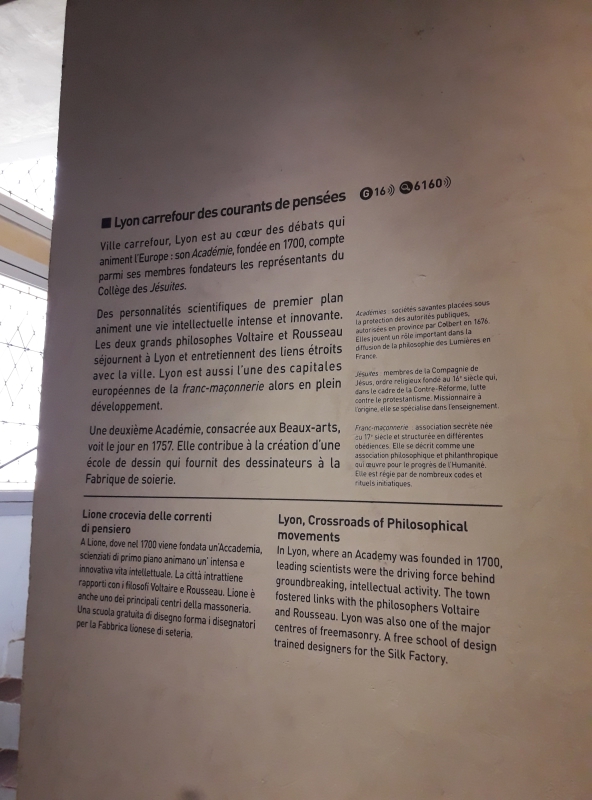 ■ Lyon carrefour des courants de pensées G 16 6160
Ville carrefour, Lyon est au cœur des débats qui
animent l'Europe : son Académie, fondée en 1700, compte
parmi ses membres fondateurs les représentants du
Collège des Jésuites.
Des personnalités scientifiques de premier plan
animent une vie intellectuelle intense et innovante.
Les deux grands philosophes Voltaire et Rousseau
séjournent à Lyon et entretiennent des liens étroits
avec la ville. Lyon est aussi l'une des capitales
européennes de la franc-maçonnerie alors en plein
développement.
Une deuxième Académie, consacrée aux Beaux-arts,
voit le jour en 1757. Elle contribue à la création d'une
école de dessin qui fournit des dessinateurs à la
Fabrique de soierie.
Académies : sociétés savantes placées sous
la protection des autorités publiques,
autorisées en province par Colbert en 1676.
Elles jouent un rôle important dans la
diffusion de la philosophie des Lumières en
France.
Jésuites : membres de la Compagnie de
Jésus, ordre religieux fondé au 16e siècle qui,
dans le cadre de la Contre-Réforme, lutte
contre le protestantisme. Missionnaire à
l'origine, elle se spécialise dans l'enseignement.
Franc-maçonnerie : association secrète née
au 17e siècle et structurée en différentes
obédiences. Elle se décrit comme une
association philosophique et philanthropique
qui œuvre pour le progrès de l'Humanité.
Elle est régie par de nombreux codes et
rituels initiatiques.
Lione crocevia delle correnti
di pensiero
A Lione, dove nel 1700 viene fondata un'Accademia,
scienziati di primo piano animano un' intensa e
innovativa vita intellettuale. La città intrattiene
rapporti con i filosofi Voltaire e Rousseau. Lione è
anche uno dei principali centri della massoneria.
Una scuola gratuita di disegno forma i disegnatori
per la Fabbrica lionese di seteria.
Lyon, Crossroads of Philosophical
movements
In Lyon, where an Academy was founded in 1700,
leading scientists were the driving force behind
groundbreaking, intellectual activity. The town
fostered links with the philosophers Voltaire
and Rousseau. Lyon was also one of the major
centres of freemasonry. A free school of design
trained designers for the Silk Factory.